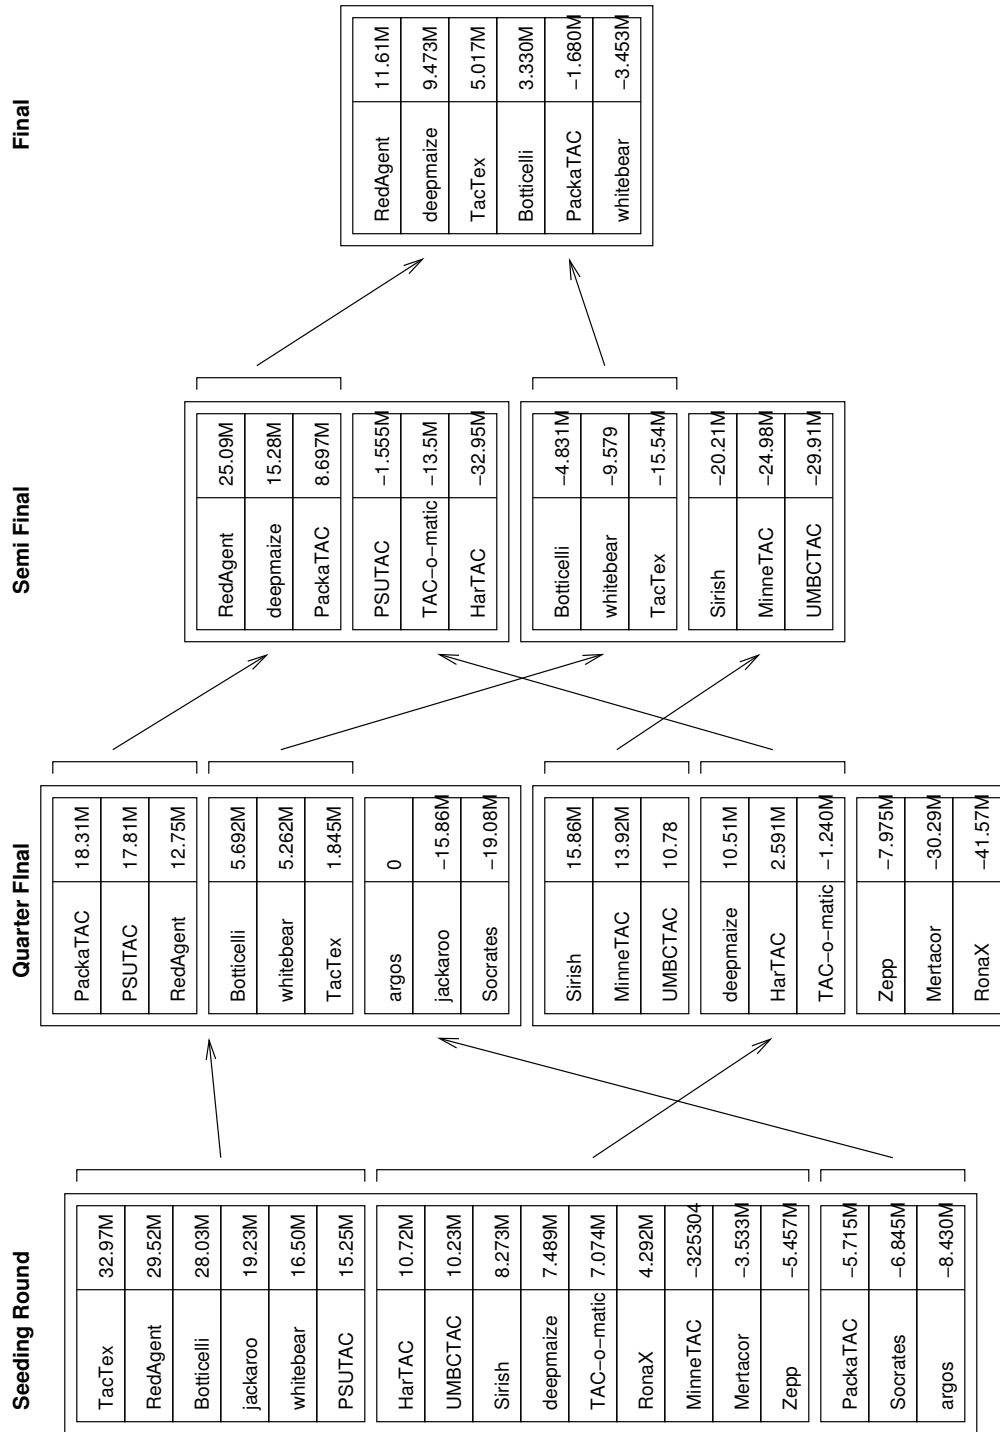 Seeding Round
TacTex 32.97M
RedAgent 29.52M
Botticelli 28.03M
jackaroo 19.23M
whitebear 16.50M
PSUTAC 15.25M
HarTAC 10.72M
UMBCTAC 10.23M
Sirish 8.273M
deepmaize 7.489M
TAC−o−matic 7.074M
RonaX 4.292M
MinneTAC −325304
Mertacor −3.533M
Zepp −5.457M
PackaTAC −5.715M
Socrates −6.845M
argos −8.430M
Quarter FInal
PackaTAC 18.31M
PSUTAC 17.81M
RedAgent 12.75M
Botticelli 5.692M
whitebear 5.262M
TacTex 1.845M
argos 0
jackaroo −15.86M
Socrates −19.08M
Sirish 15.86M
MinneTAC 13.92M
UMBCTAC 10.78
deepmaize 10.51M
HarTAC 2.591M
TAC−o−matic −1.240M
Zepp −7.975M
Mertacor −30.29M
RonaX −41.57M
Semi Final
RedAgent 25.09M
deepmaize 15.28M
PackaTAC 8.697M
PSUTAC −1.555M
TAC−o−matic −13.5M
HarTAC −32.95M
Botticelli −4.831M
whitebear −9.579
TacTex −15.54M
Sirish −20.21M
MinneTAC −24.98M
UMBCTAC −29.91M
Final
RedAgent 11.61M
deepmaize 9.473M
TacTex 5.017M
Botticelli 3.330M
PackaTAC −1.680M
whitebear −3.453M